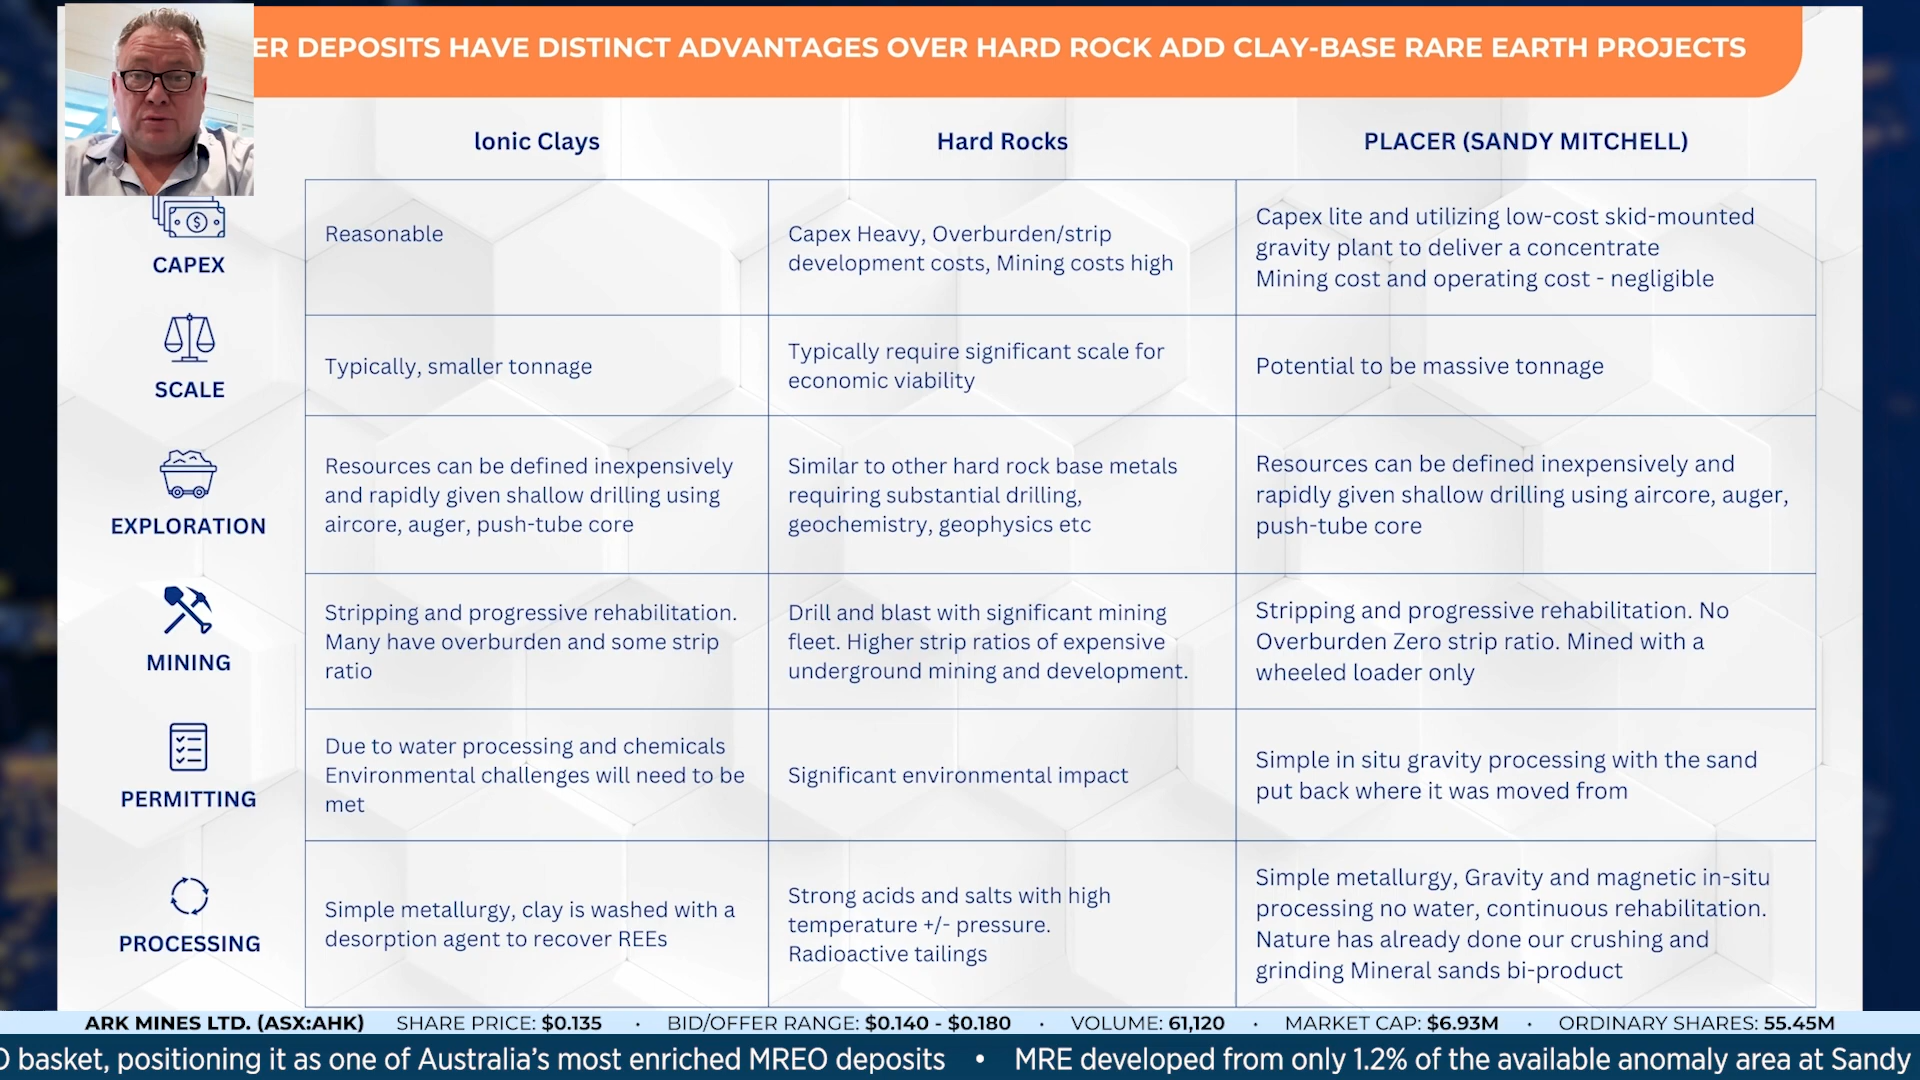 ER DEPOSITS HAVE DISTINCT ADVANTAGES OVER HARD ROCK ADD CLAY-BASE RARE EARTH PROJECTS
lonic Clays
Hard Rocks
PLACER (SANDY MITCHELL)
CAPEX
Reasonable
Capex Heavy, Overburden/strip
development costs, Mining costs high
Capex lite and utilizing low-cost skid-mounted
gravity plant to deliver a concentrate
Mining cost and operating cost - negligible
SCALE
Typically, smaller tonnage
Typically require significant scale for
economic viability
Potential to be massive tonnage
EXPLORATION
Resources can be defined inexpensively
and rapidly given shallow drilling using
aircore, auger, push-tube core
Similar to other hard rock base metals
requiring substantial drilling,
geochemistry, geophysics etc
Resources can be defined inexpensively and
rapidly given shallow drilling using aircore, auger,
push-tube core
MINING
Stripping and progressive rehabilitation.
Many have overburden and some strip
ratio
Drill and blast with significant mining
fleet. Higher strip ratios of expensive
underground mining and development.
Stripping and progressive rehabilitation. No
Overburden Zero strip ratio. Mined with a
wheeled loader only
PERMITTING
Due to water processing and chemicals
Environmental challenges will need to be
met
Significant environmental impact
Simple in situ gravity processing with the sand
put back where it was moved from
PROCESSING
Simple metallurgy, clay is washed with a
desorption agent to recover REEs
Strong acids and salts with high
temperature +/- pressure.
Radioactive tailings
Simple metallurgy, Gravity and magnetic in-situ
processing no water, continuous rehabilitation.
Nature has already done our crushing and
grinding Mineral sands bi-product
ARK MINES LTD. (ASX:AHK) SHARE PRICE: $0.135 · BID/OFFER RANGE: $0.140 - $0.180 · VOLUME: 61,120 · MARKET CAP: $6.93M · ORDINARY SHARES: 55.45M
O basket, positioning it as one of Australia's most enriched MREO deposits • MRE developed from only 1.2% of the available anomaly area at Sandy